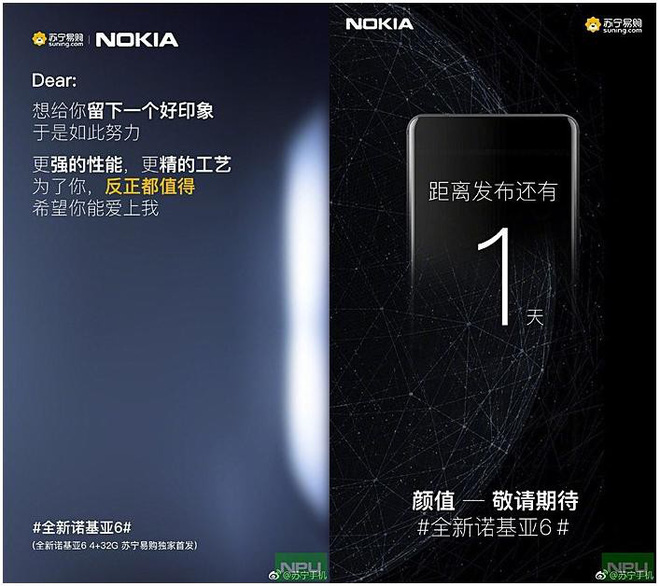 苏宁易购
suning.com
NOKIA
Dear:
想给你留下一个好印象
于是如此努力
更强的性能，更精的工艺
为了你，反正都值得
希望你能爱上我
#全新诺基亚6#
(全新诺基亚6 4+32G 苏宁易购独家首发)
NPU
@苏宁手机
NOKIA
苏宁易购
suning.com
距离发布还有
1天
颜值 — 敬请期待
#全新诺基亚6#
NPU
@苏宁手机